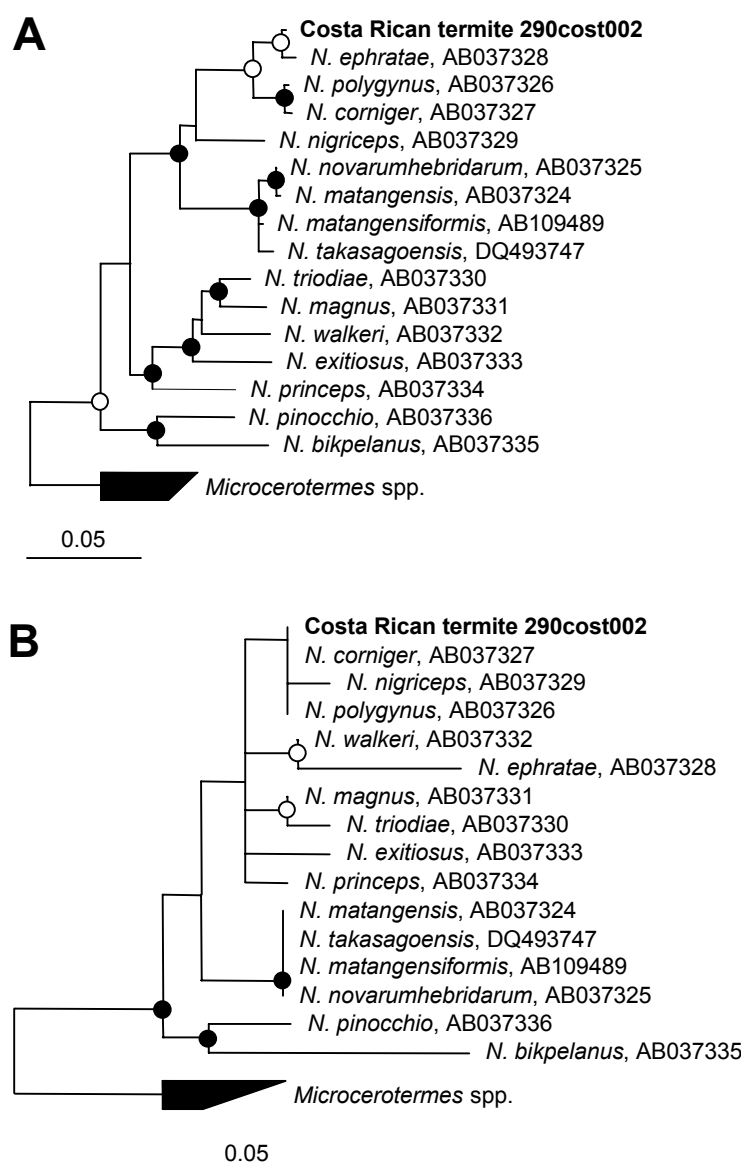 A
Costa Rican termite 290cost002
N. ephratae, AB037328
N. polygynus, AB037326
N. corniger, AB037327
N. nigriceps, AB037329
N. novarumhebridarum, AB037325
N. matangensis, AB037324
N. matangensiformis, AB109489
N. takasagoensis, DQ493747
N. triodiae, AB037330
N. magnus, AB037331
N. walkeri, AB037332
N. exitiosus, AB037333
N. princeps, AB037334
N. pinocchio, AB037336
N. bikpelanus, AB037335
Microcerotermes spp.
0.05
B
Costa Rican termite 290cost002
N. corniger, AB037327
N. nigriceps, AB037329
N. polygynus, AB037326
N. walkeri, AB037332
N. ephratae, AB037328
N. magnus, AB037331
N. triodiae, AB037330
N. exitiosus, AB037333
N. princeps, AB037334
N. matangensis, AB037324
N. takasagoensis, DQ493747
N. matangensiformis, AB109489
N. novarumhebridarum, AB037325
N. pinocchio, AB037336
N. bikpelanus, AB037335
Microcerotermes spp.
0.05